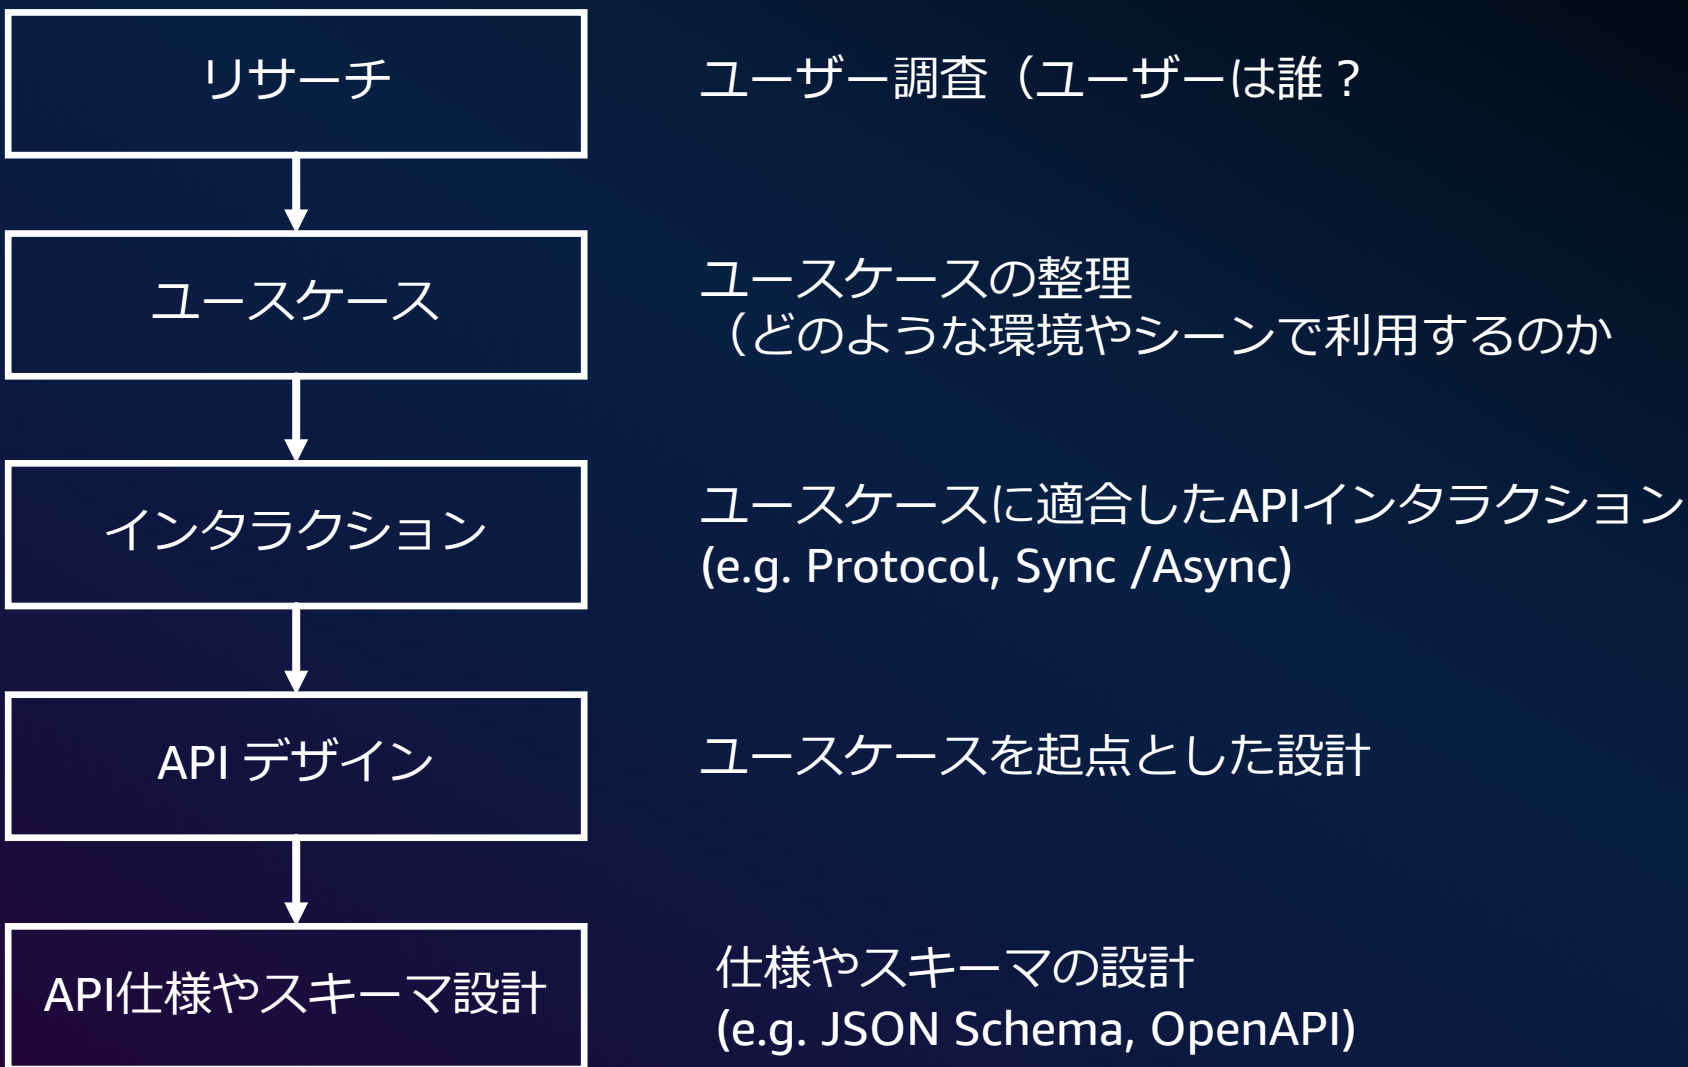 リサーチ
ユーザー調査（ユーザーは誰？
ユースケース
ユースケースの整理
（どのような環境やシーンで利用するのか
インタラクション
ユースケースに適合したAPIインタラクション
(e.g. Protocol, Sync /Async)
API デザイン
ユースケースを起点とした設計
API仕様やスキーマ設計
仕様やスキーマの設計
(e.g. JSON Schema, OpenAPI)